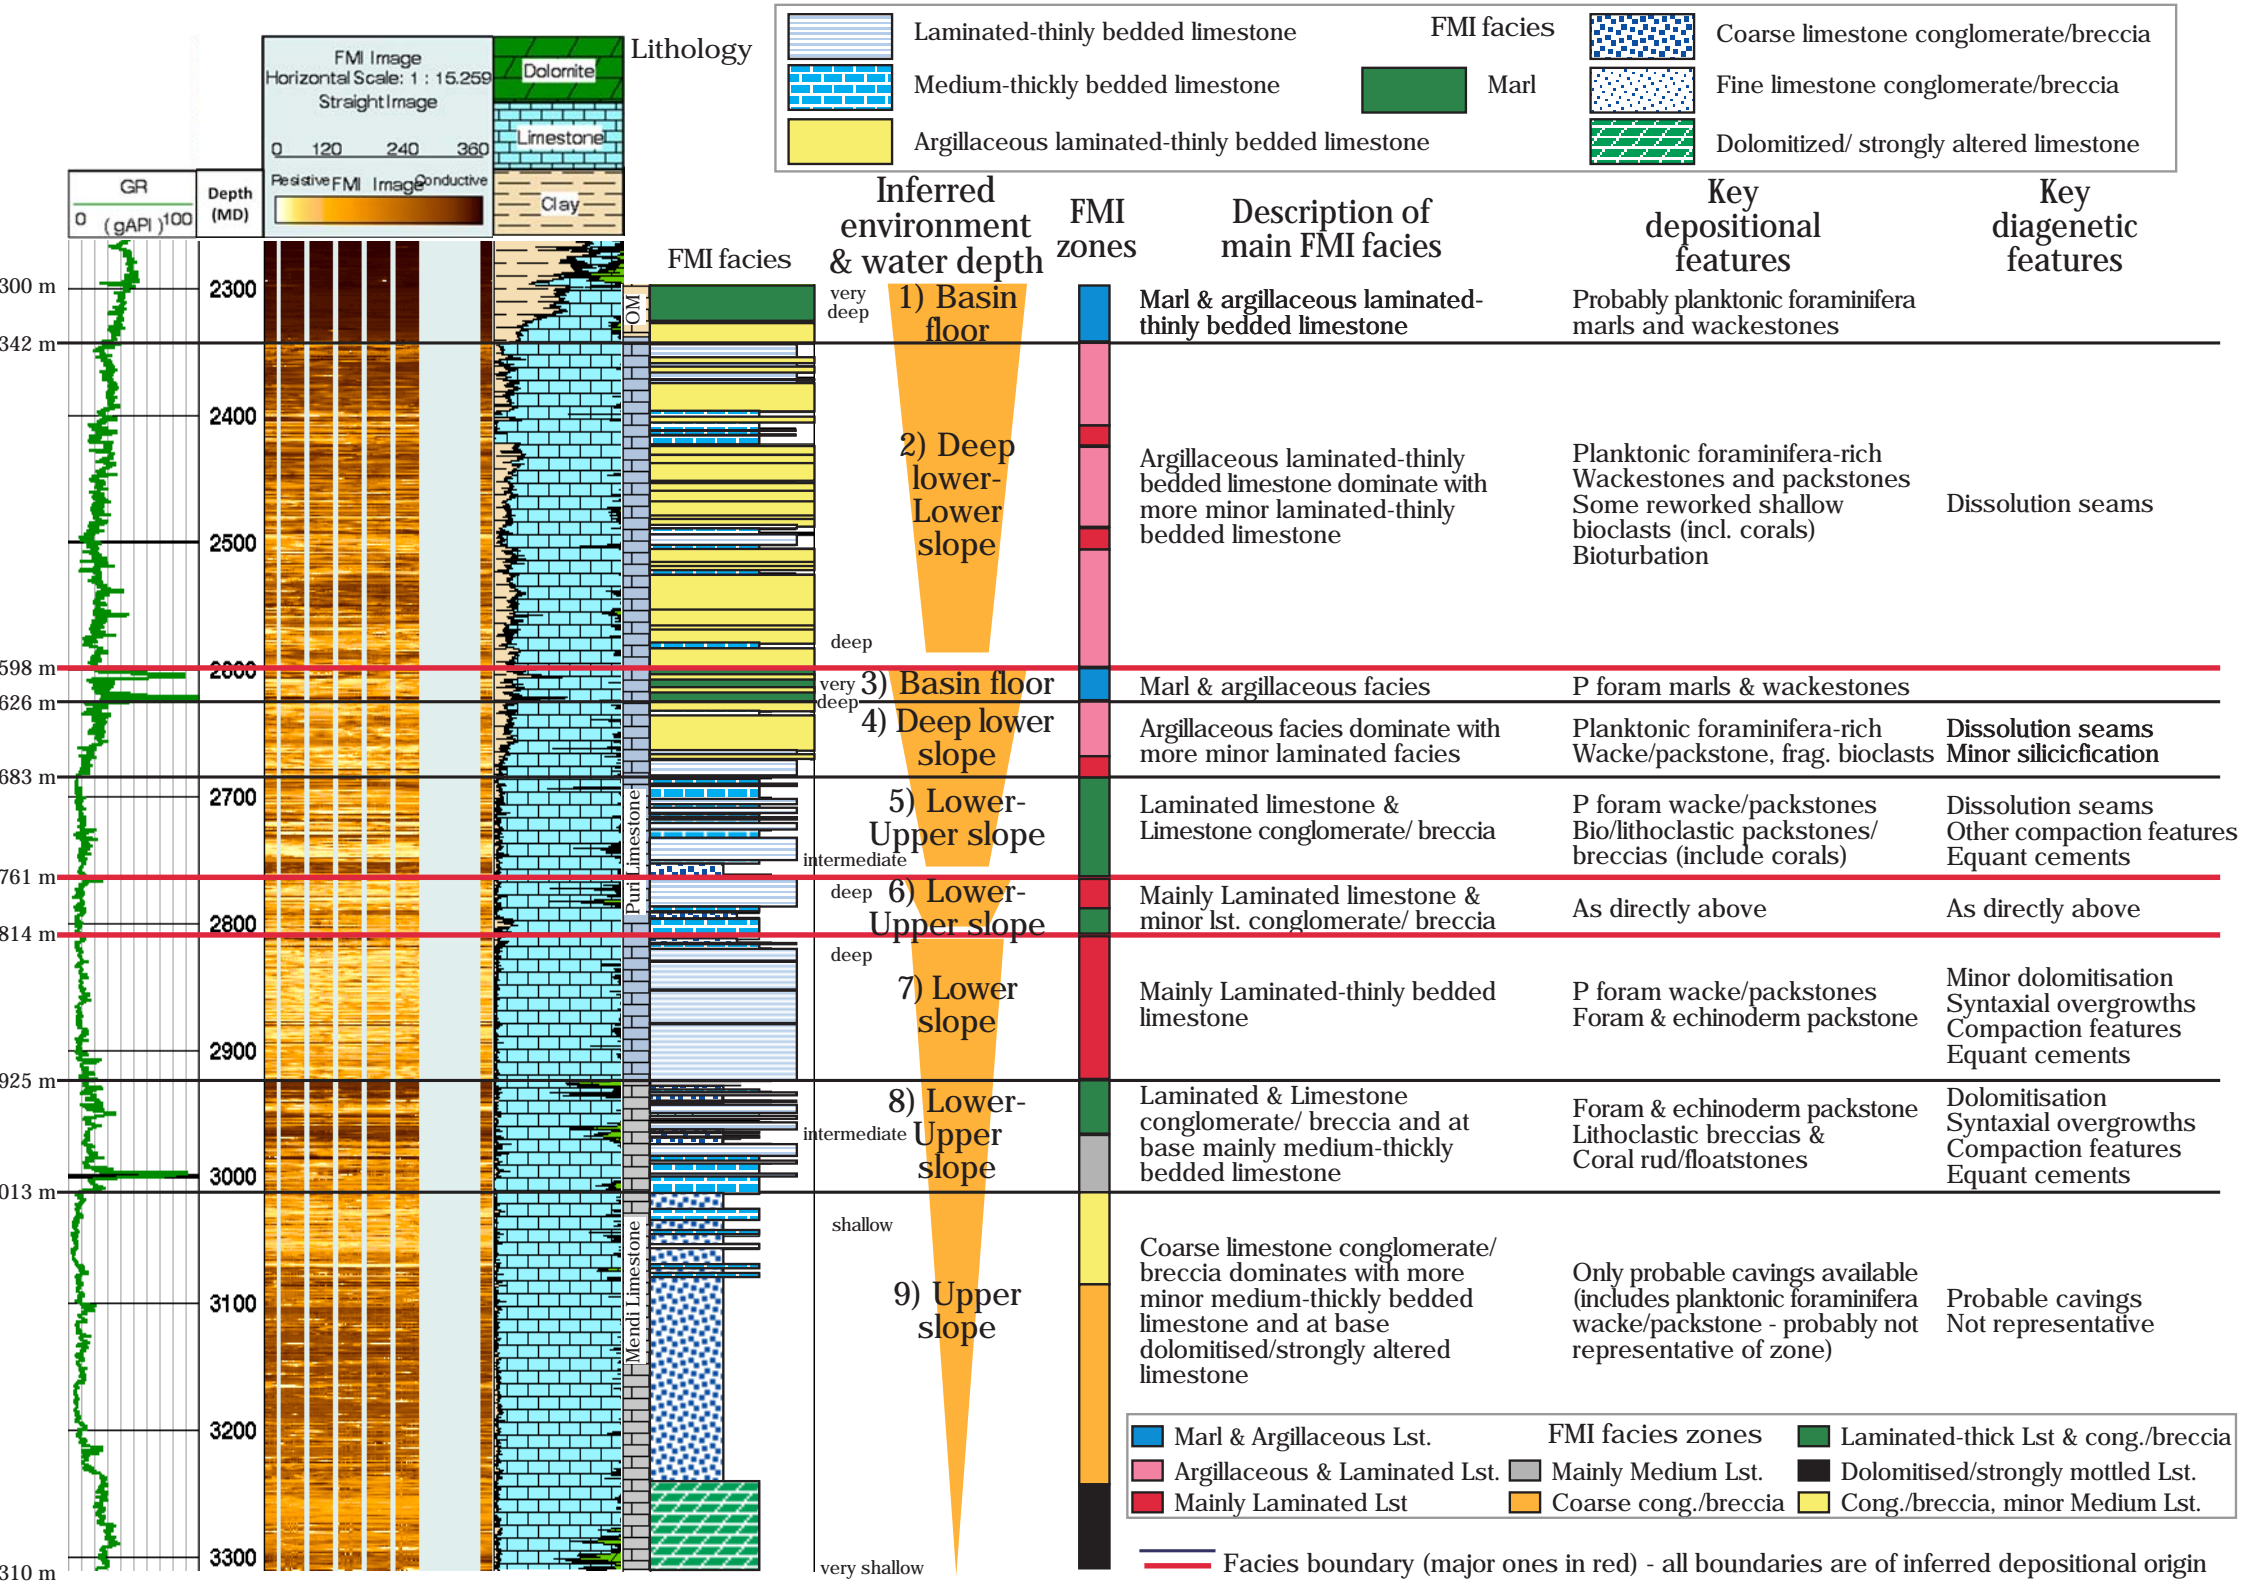 Laminated-thinly bedded limestone
Medium-thickly bedded limestone
Argillaceous laminated-thinly bedded limestone
FMI facies
Marl
Coarse limestone conglomerate/breccia
Fine limestone conglomerate/breccia
Dolomitized/ strongly altered limestone
GR
0 (gAPI) 100
Depth
(MD)
FMI Image
Horizontal Scale: 1 : 15.259
Straight Image
0 120 240 360
Resistive FMI Image Conductive
Lithology
Dolomite
Limestone
Clay
FMI facies
Inferred
environment
& water depth
FMI
zones
Description of
main FMI facies
Key
depositional
features
Key
diagenetic
features
300 m
342 m
598 m
626 m
683 m
761 m
814 m
925 m
013 m
310 m
2300
2400
2500
2600
2700
2800
2900
3000
3100
3200
3300
O.M
Puri Limestone
Mendi Limestone
very
deep
1) Basin
floor
Marl & argillaceous laminated-
thinly bedded limestone
Probably planktonic foraminifera
marls and wackestones
2) Deep
lower-
Lower
slope
deep
Argillaceous laminated-thinly
bedded limestone dominate with
more minor laminated-thinly
bedded limestone
Planktonic foraminifera-rich
Wackestones and packstones
Some reworked shallow
bioclasts (incl. corals)
Bioturbation
Dissolution seams
very
deep
3) Basin floor
Marl & argillaceous facies
P foram marls & wackestones
4) Deep lower
slope
Argillaceous facies dominate with
more minor laminated facies
Planktonic foraminifera-rich
Wacke/packstone, frag. bioclasts
Dissolution seams
Minor silicicfication
5) Lower-
Upper slope
intermediate
Laminated limestone &
Limestone conglomerate/ breccia
P foram wacke/packstones
Bio/lithoclastic packstones/
breccias (include corals)
Dissolution seams
Other compaction features
Equant cements
deep
6) Lower-
Upper slope
Mainly Laminated limestone &
minor lst. conglomerate/ breccia
As directly above
As directly above
deep
7) Lower
slope
Mainly Laminated-thinly bedded
limestone
P foram wacke/packstones
Foram & echinoderm packstone
Minor dolomitisation
Syntaxial overgrowths
Compaction features
Equant cements
8) Lower-
Upper
slope
intermediate
Laminated & Limestone
conglomerate/ breccia and at
base mainly medium-thickly
bedded limestone
Foram & echinoderm packstone
Lithoclastic breccias &
Coral rud/floatstones
Dolomitisation
Syntaxial overgrowths
Compaction features
Equant cements
shallow
9) Upper
slope
very shallow
Coarse limestone conglomerate/
breccia dominates with more
minor medium-thickly bedded
limestone and at base
dolomitised/strongly altered
limestone
Only probable cavings available
(includes planktonic foraminifera
wacke/packstone - probably not
representative of zone)
Probable cavings
Not representative
FMI facies zones
Marl & Argillaceous Lst.
Argillaceous & Laminated Lst.
Mainly Laminated Lst
Mainly Medium Lst.
Coarse cong./breccia
Laminated-thick Lst & cong./breccia
Dolomitised/strongly mottled Lst.
Cong./breccia, minor Medium Lst.
Facies boundary (major ones in red) - all boundaries are of inferred depositional origin